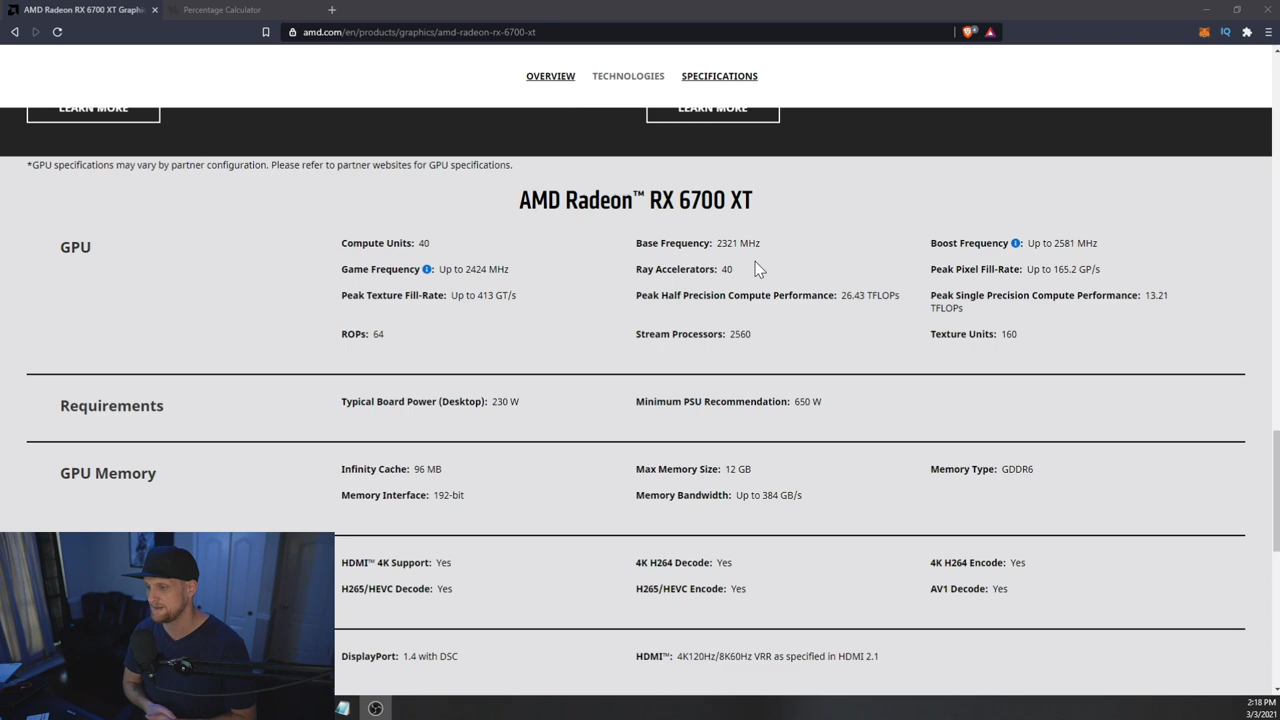 AMD Radeon RX 6700 XT Graphi
Percentage Calculator
amd.com/en/products/graphics/amd-radeon-rx-6700-xt
IQ
OVERVIEW TECHNOLOGIES SPECIFICATIONS
LEARN MORE LEARN MORE
*GPU specifications may vary by partner configuration. Please refer to partner websites for GPU specifications.
AMD Radeon™ RX 6700 XT
GPU
Compute Units: 40 Base Frequency: 2321 MHz Boost Frequency i: Up to 2581 MHz
Game Frequency i: Up to 2424 MHz Ray Accelerators: 40 Peak Pixel Fill-Rate: Up to 165.2 GP/s
Peak Texture Fill-Rate: Up to 413 GT/s Peak Half Precision Compute Performance: 26.43 TFLOPs Peak Single Precision Compute Performance: 13.21
TFLOPs
ROPs: 64 Stream Processors: 2560 Texture Units: 160
Requirements
Typical Board Power (Desktop): 230 W Minimum PSU Recommendation: 650 W
GPU Memory
Infinity Cache: 96 MB Max Memory Size: 12 GB Memory Type: GDDR6
Memory Interface: 192-bit Memory Bandwidth: Up to 384 GB/s
HDMI™ 4K Support: Yes 4K H264 Decode: Yes 4K H264 Encode: Yes
H265/HEVC Decode: Yes H265/HEVC Encode: Yes AV1 Decode: Yes
DisplayPort: 1.4 with DSC HDMI™: 4K120Hz/8K60Hz VRR as specified in HDMI 2.1
2:18 PM
3/3/2021